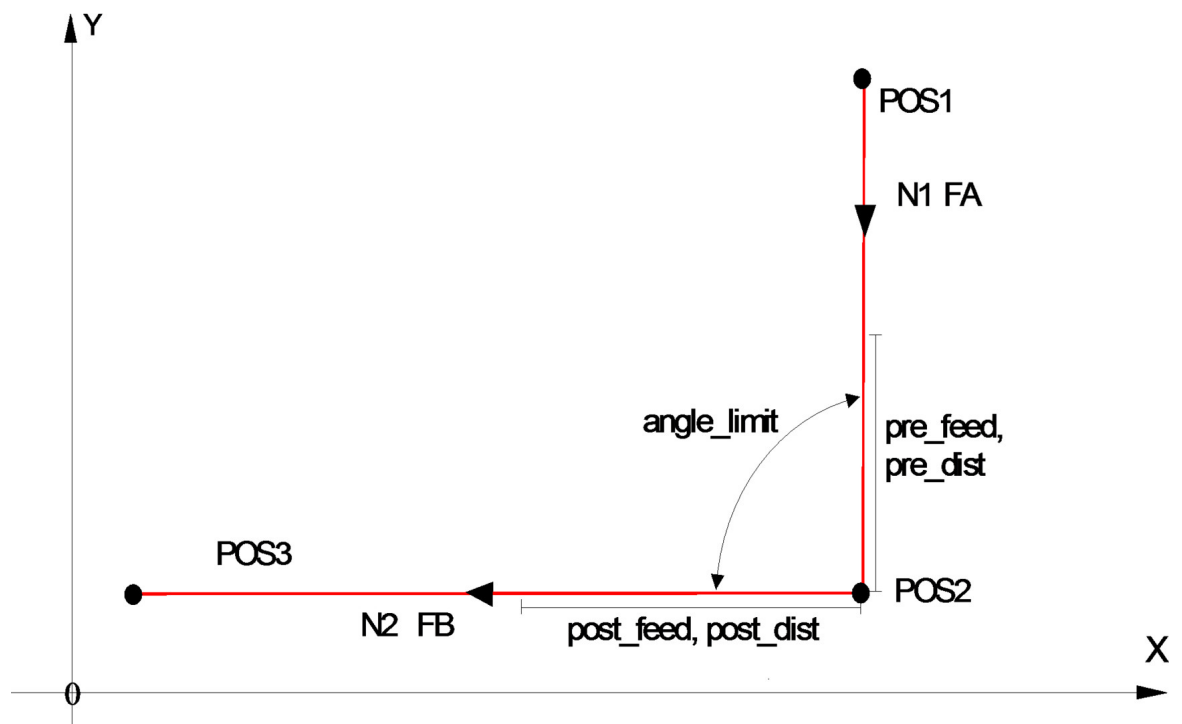 Y
POS1
N1 FA
angle_limit
pre_feed,
pre_dist
POS3
POS2
N2 FB
post_feed, post_dist
X
0